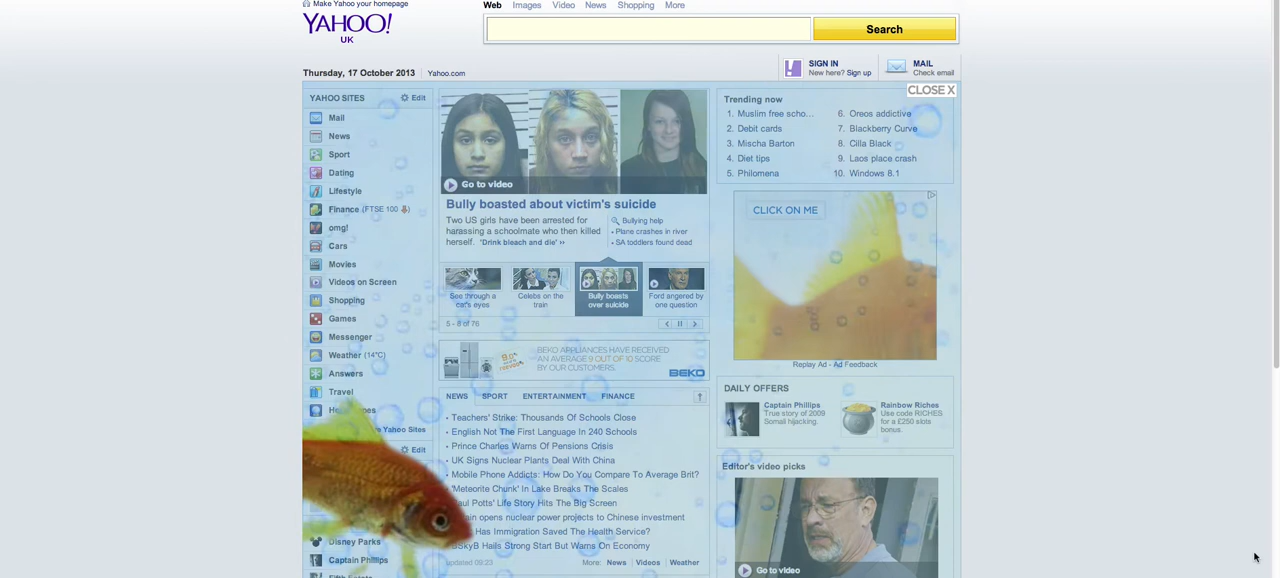 Make Yahoo your homepage
YAHOO!
UK
Web Images Video News Shopping More
Search
Thursday, 17 October 2013 Yahoo.com
SIGN IN
New here? Sign up
MAIL
Check email
CLOSE X
YAHOO SITES Edit
Mail
News
Sport
Dating
Lifestyle
Finance (FTSE 100)
omg!
Cars
Movies
Videos on Screen
Shopping
Games
Messenger
Weather (14°C)
Answers
Travel
Yahoo Sites
Edit
Disney Parks
Captain Phillips
Go to video
Bully boasted about victim's suicide
Two US girls have been arrested for
harassing a schoolmate who then killed
herself. 'Drink bleach and die' ››
Bullying help
• Plane crashes in river
• SA toddlers found dead
See through a
cat's eyes
Celebs on the
train
Bully boasts
over suicide
Ford angered by
one question
5 - 8 of 76
BEKO APPLIANCES HAVE RECEIVED
AN AVERAGE 9 OUT OF 10 SCORE
BY OUR CUSTOMERS.
BEKO
NEWS SPORT ENTERTAINMENT FINANCE
• Teachers' Strike: Thousands Of Schools Close
• English Not The First Language In 240 Schools
• Prince Charles Warns Of Pensions Crisis
• UK Signs Nuclear Plants Deal With China
• Mobile Phone Addicts: How Do You Compare To Average Brit?
'Meteorite Chunk' In Lake Breaks The Scales
Paul Potts' Life Story Hits The Big Screen
opens nuclear power projects to Chinese investment
Has Immigration Saved The Health Service?
BSkyB Hails Strong Start But Warns On Economy
updated 09:23
More: News | Videos | Weather
Trending now
1. Muslim free scho...
2. Debit cards
3. Mischa Barton
4. Diet tips
5. Philomena
6. Oreos addictive
7. Blackberry Curve
8. Cilla Black
9. Laos place crash
10. Windows 8.1
CLICK ON ME
Replay Ad - Ad Feedback
DAILY OFFERS
Captain Phillips
True story of 2009
Somali hijacking.
Rainbow Riches
Use code RICHES
for a £250 slots
bonus.
Editor's video picks
Go to video